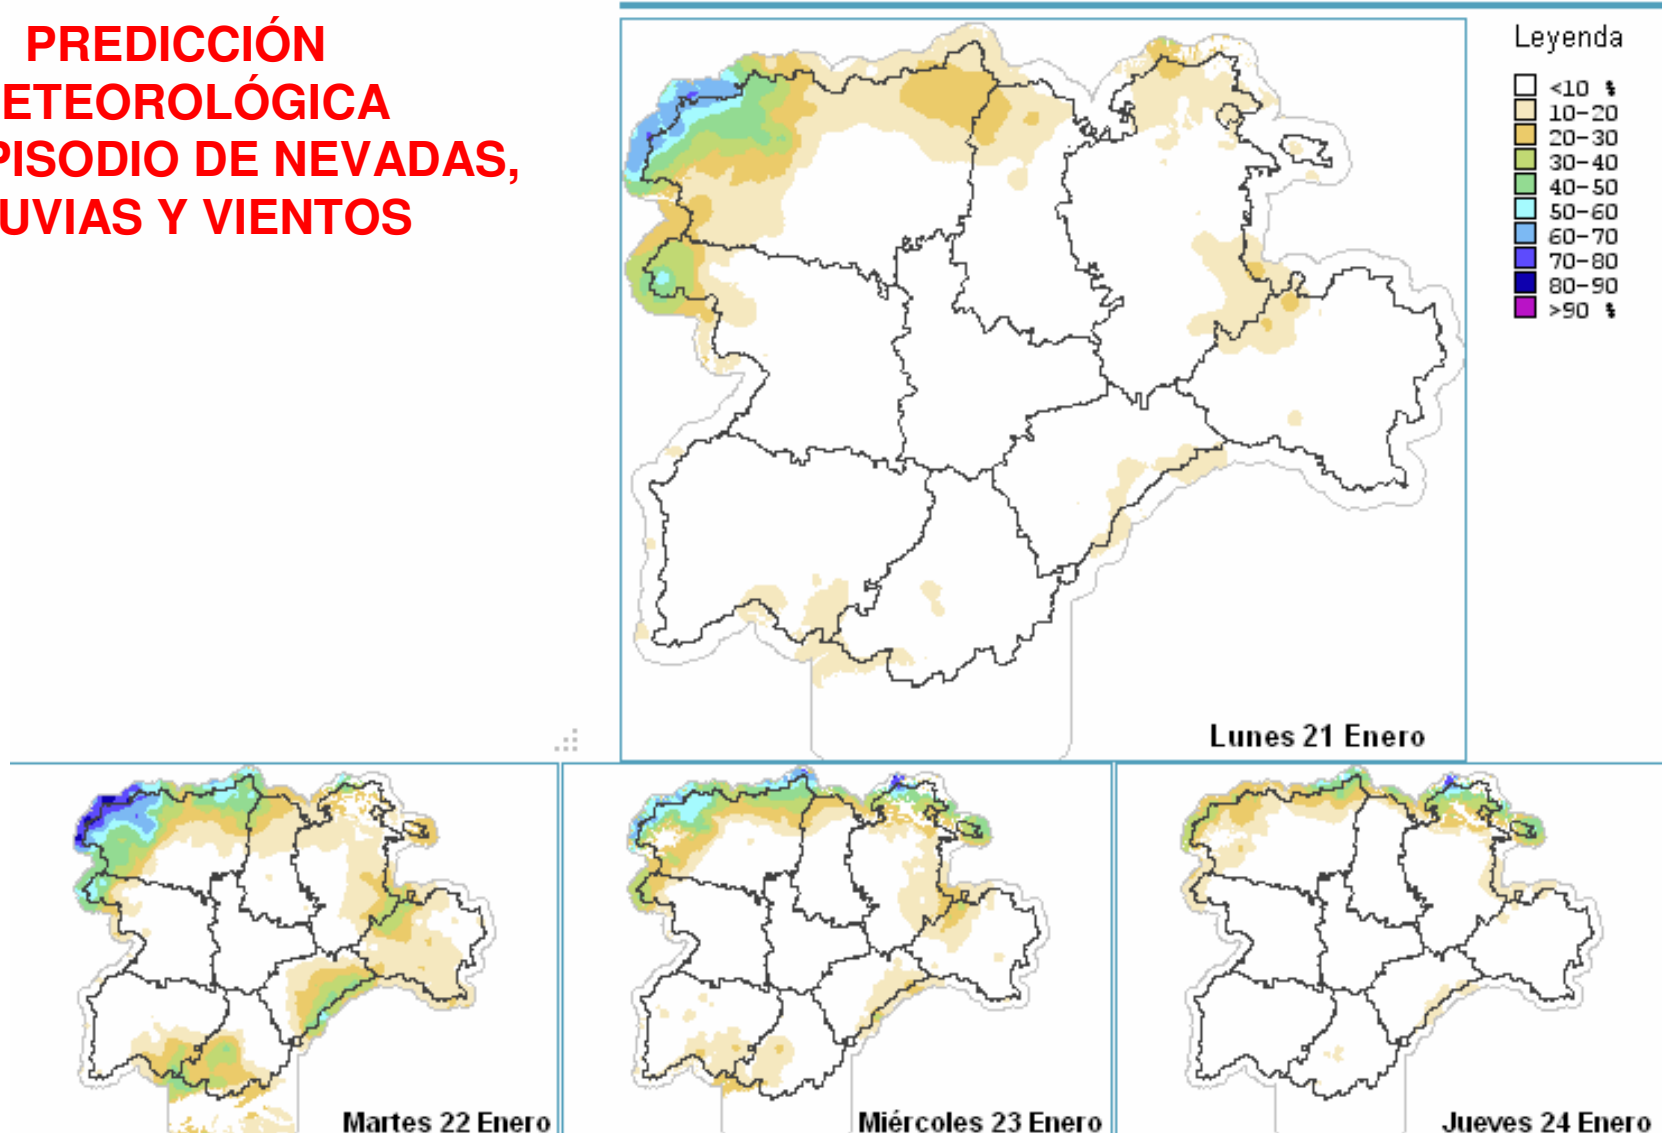 PREDICCIÓN
ETEOROLÓGICA
PISODIO DE NEVADAS,
UVIAS Y VIENTOS
Leyenda
<10 %
10-20
20-30
30-40
40-50
50-60
60-70
70-80
80-90
>90 %
Lunes 21 Enero
Martes 22 Enero
Miércoles 23 Enero
Jueves 24 Enero